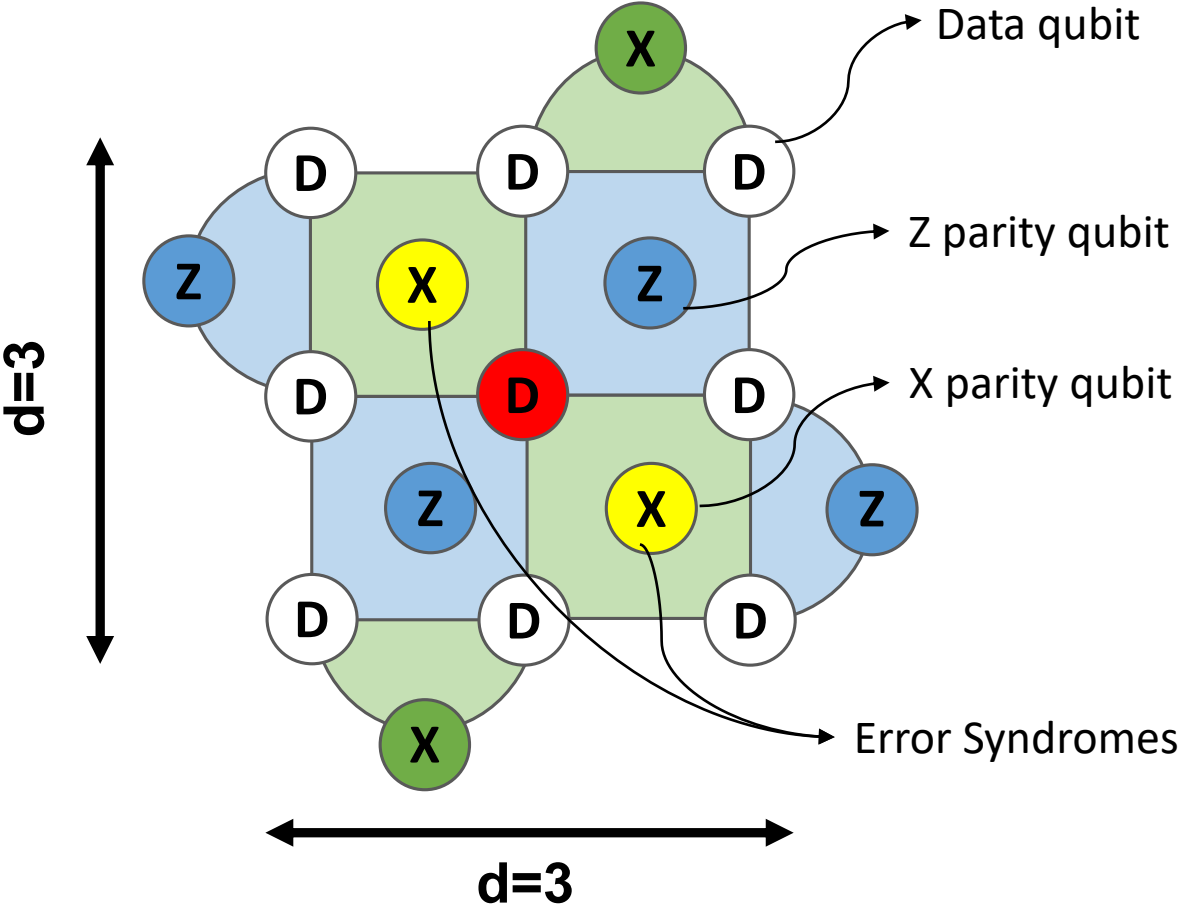 X
Data qubit
D
D
D
Z parity qubit
Z
X
Z
d=3
D
D
D
X parity qubit
Z
X
Z
D
D
D
X
Error Syndromes
d=3